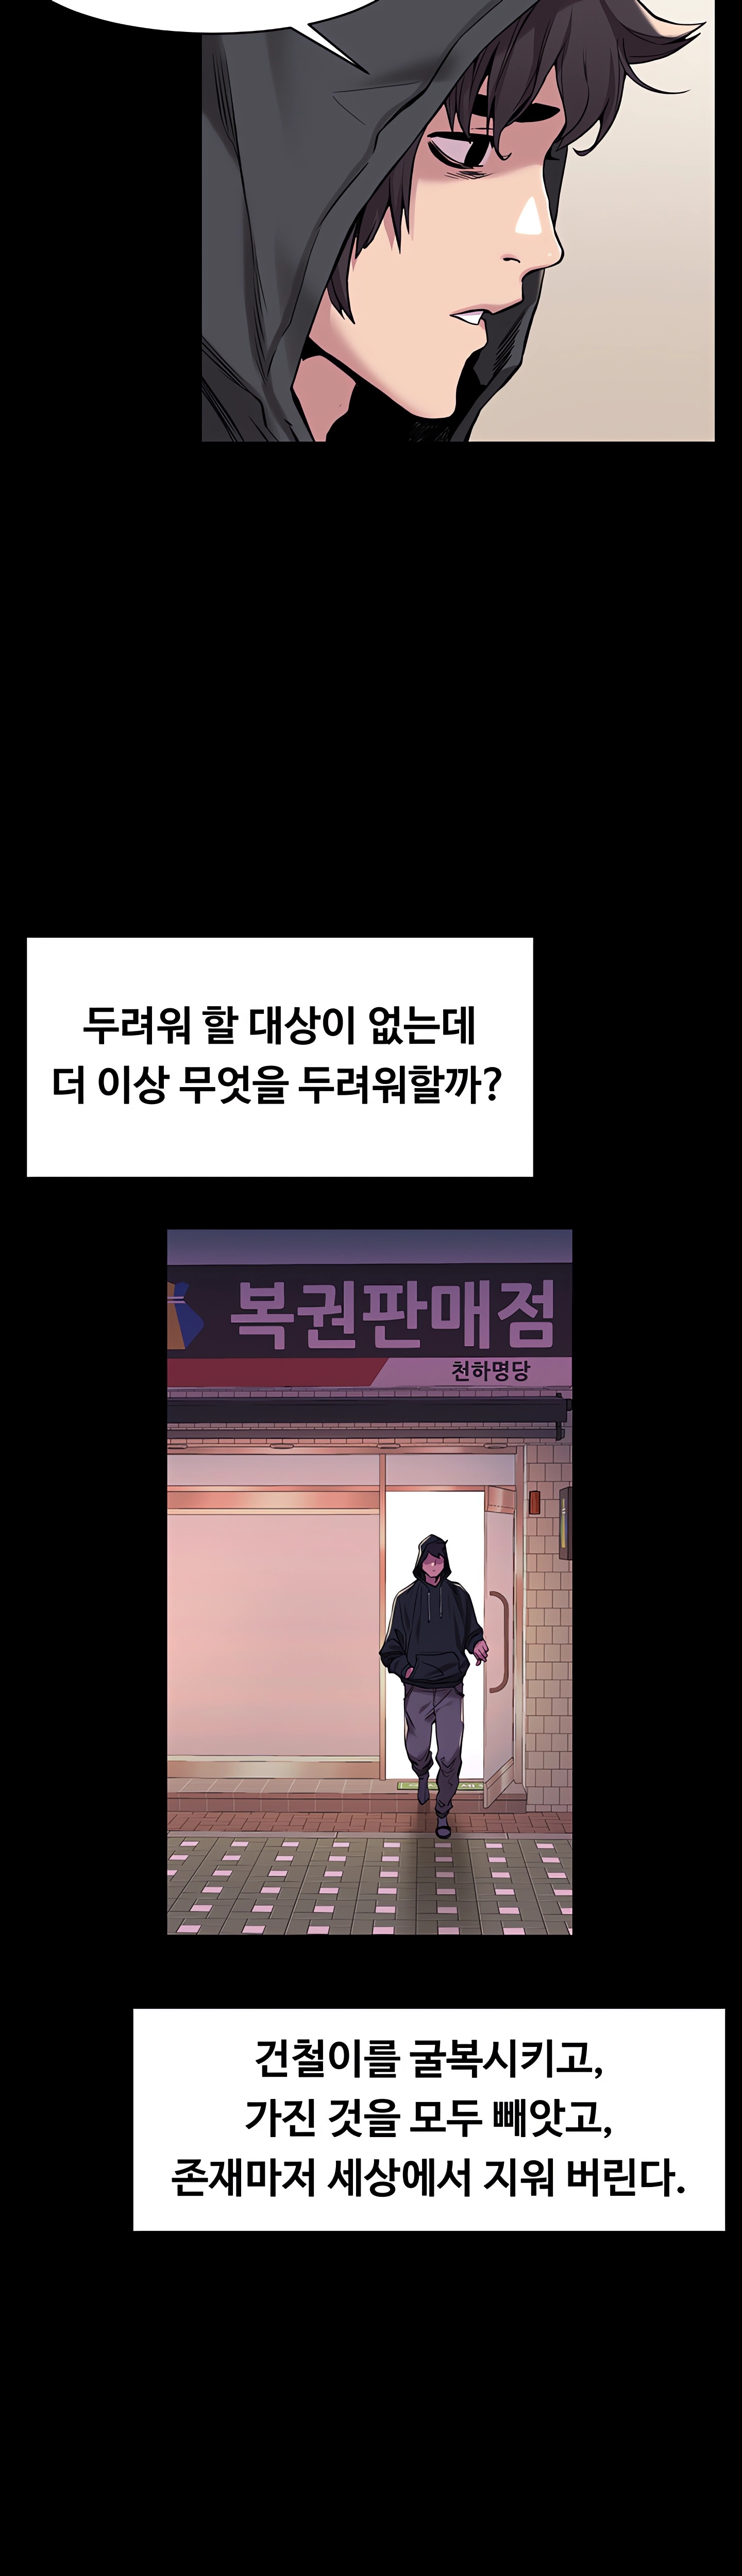 두려워 할 대상이 없는데
더 이상 무엇을 두려워할까?
복권판매점
천하명당
건철이를 굴복시키고,
가진 것을 모두 빼앗고,
존재마저 세상에서 지워 버린다.